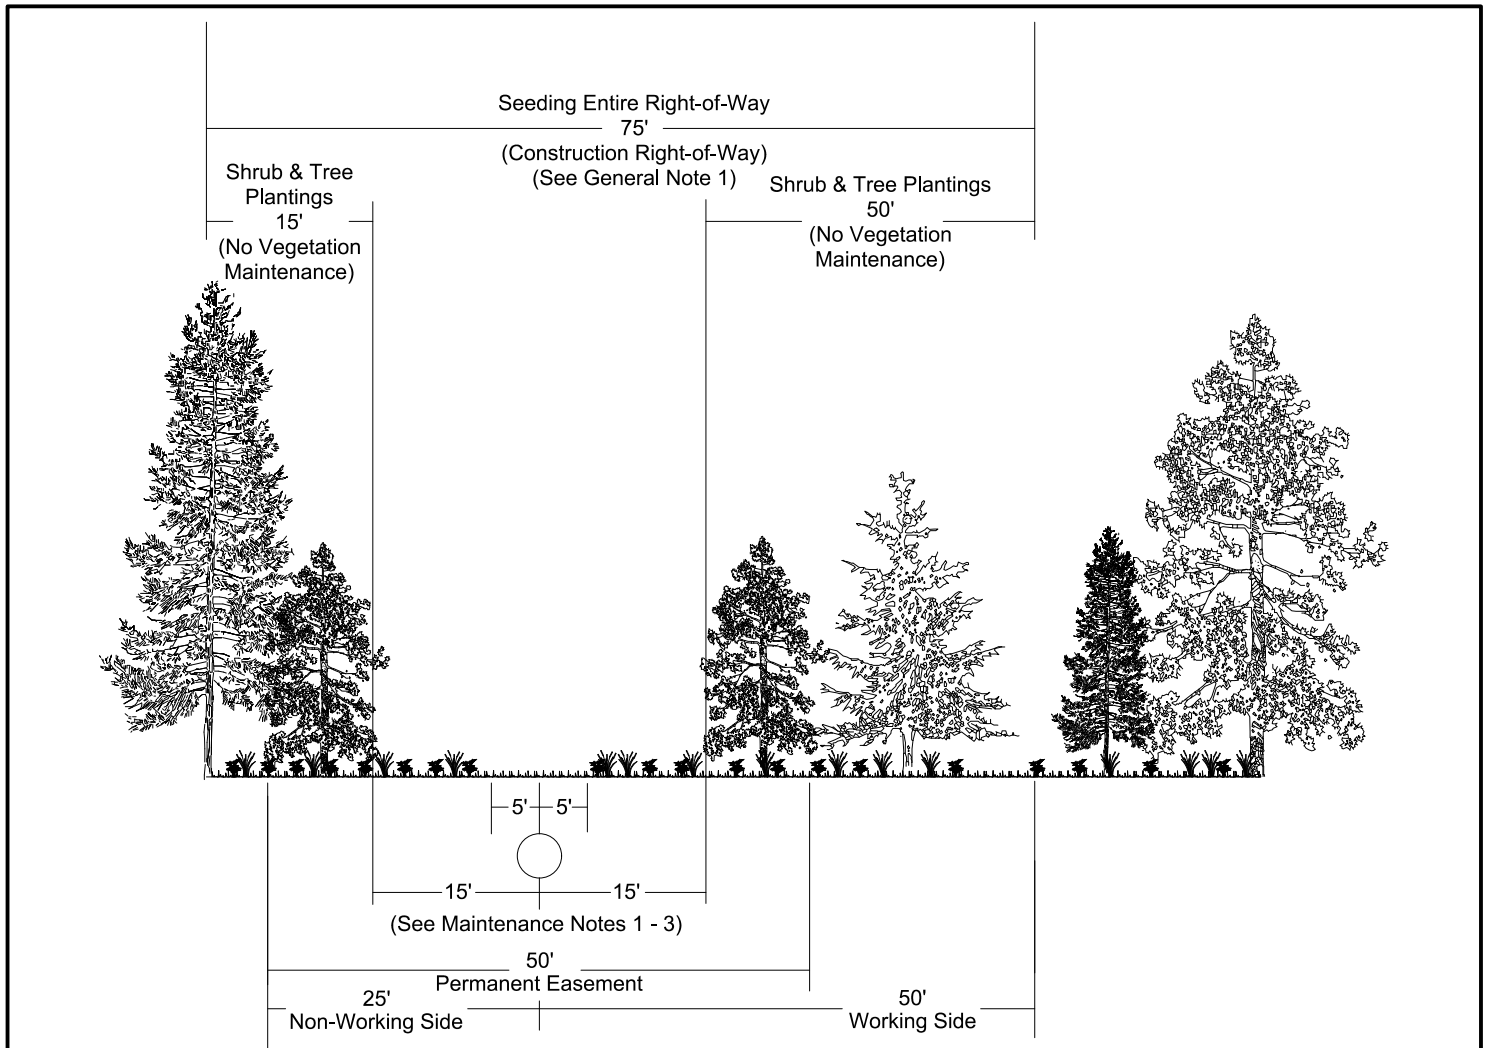 Seeding Entire Right-of-Way
75'
(Construction Right-of-Way)
(See General Note 1)
Shrub & Tree
Plantings
15'
(No Vegetation
Maintenance)
Shrub & Tree Plantings
50'
(No Vegetation
Maintenance)
5' 5'
15' 15'
(See Maintenance Notes 1 - 3)
50'
Permanent Easement
25'
Non-Working Side
50'
Working Side